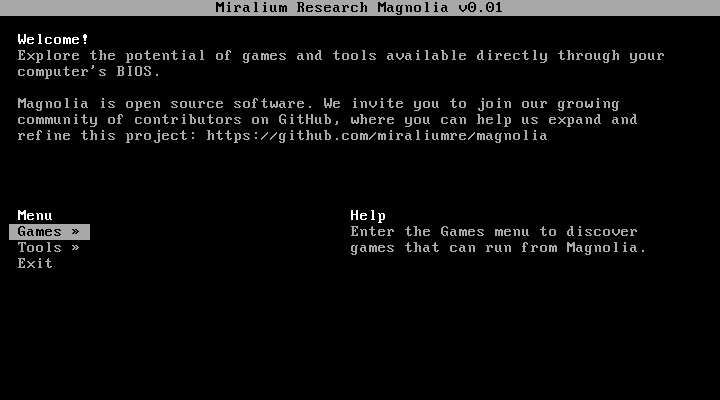 Miralium Research Magnolia v0.01
Welcome!
Explore the potential of games and tools available directly through your
computer's BIOS.
Magnolia is open source software. We invite you to join our growing
community of contributors on GitHub, where you can help us expand and
refine this project: https://github.com/miraliumre/magnolia
Menu
Games »
Tools »
Exit
Help
Enter the Games menu to discover
games that can run from Magnolia.